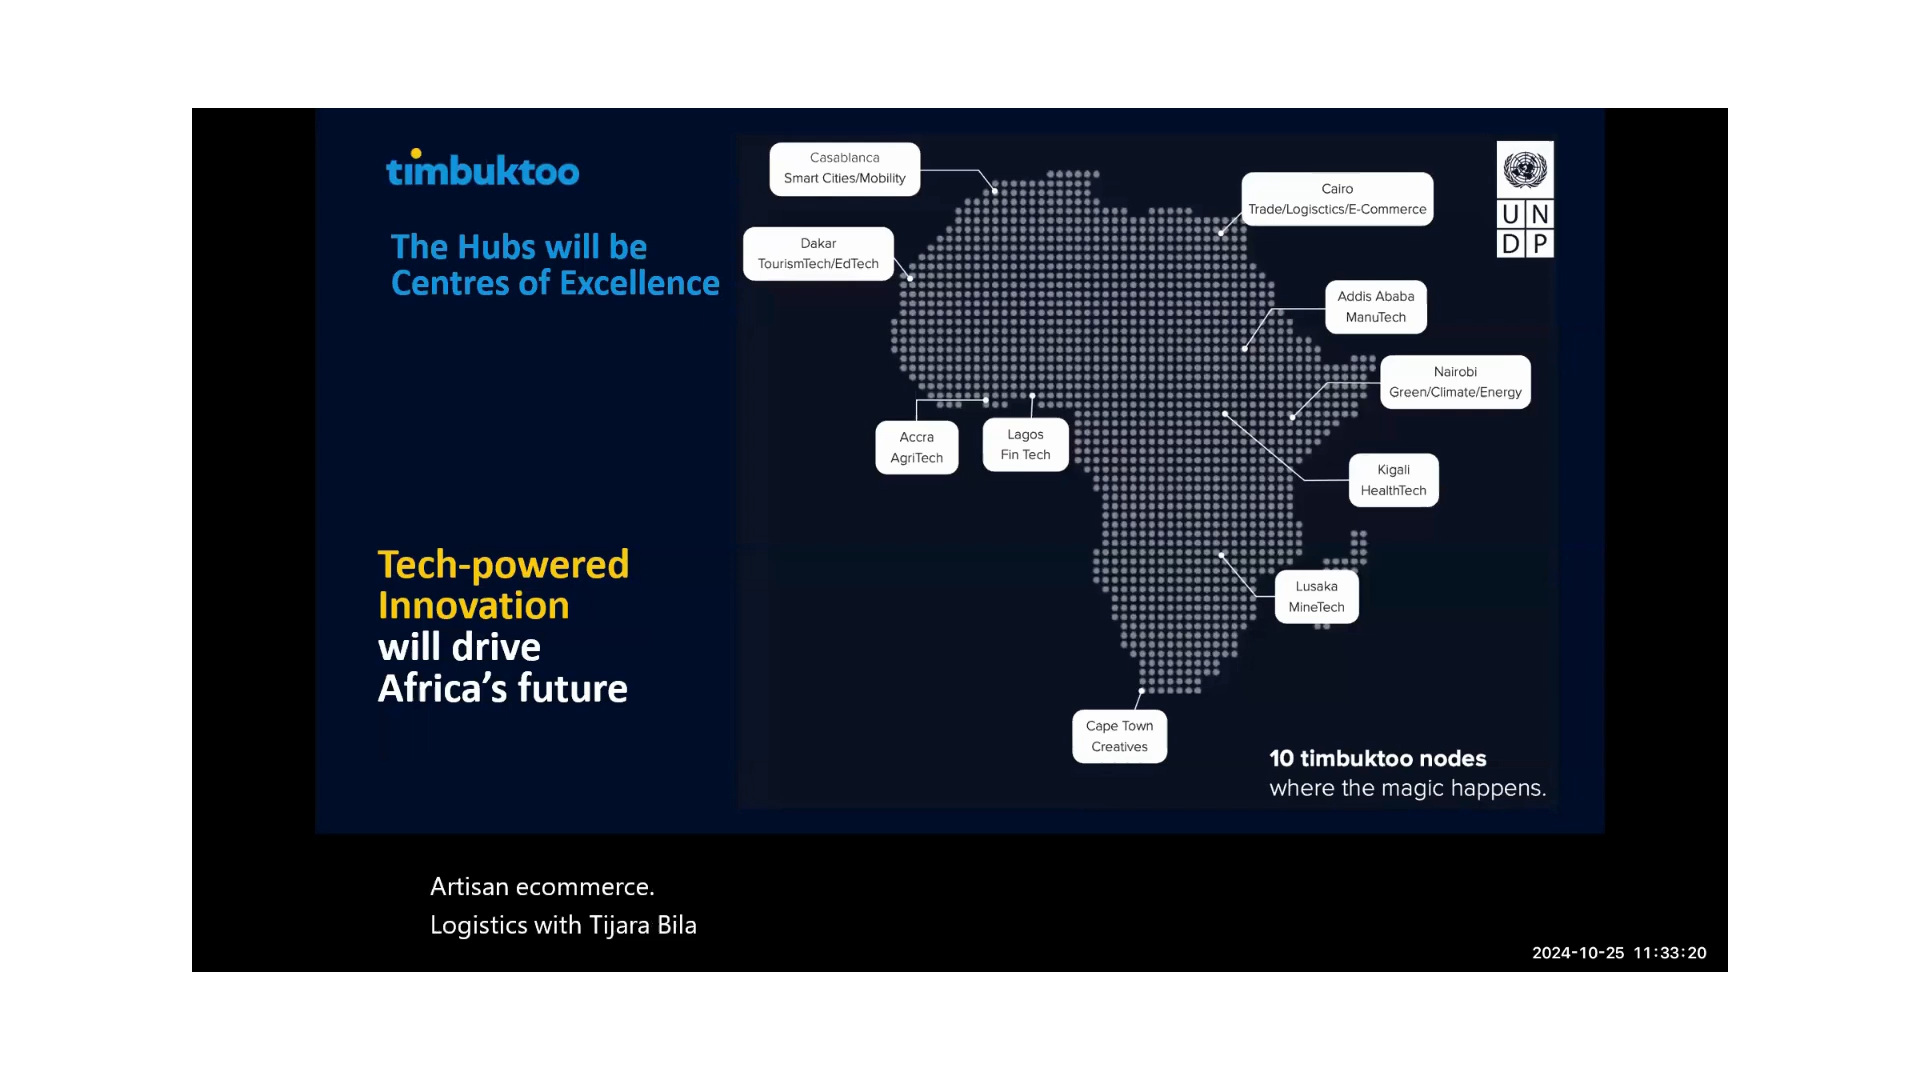 timbuktoo
The Hubs will be
Centres of Excellence
Tech-powered
Innovation
will drive
Africa’s future
Casablanca
Smart Cities/Mobility
Dakar
TourismTech/EdTech
Accra
AgriTech
Lagos
Fin Tech
Cairo
Trade/Logisctics/E-Commerce
Addis Ababa
ManuTech
Nairobi
Green/Climate/Energy
Kigali
HealthTech
Lusaka
MineTech
Cape Town
Creatives
U N
D P
10 timbuktoo nodes
where the magic happens.
Artisan ecommerce.
Logistics with Tijara Bila
2024-10-25 11:33:20